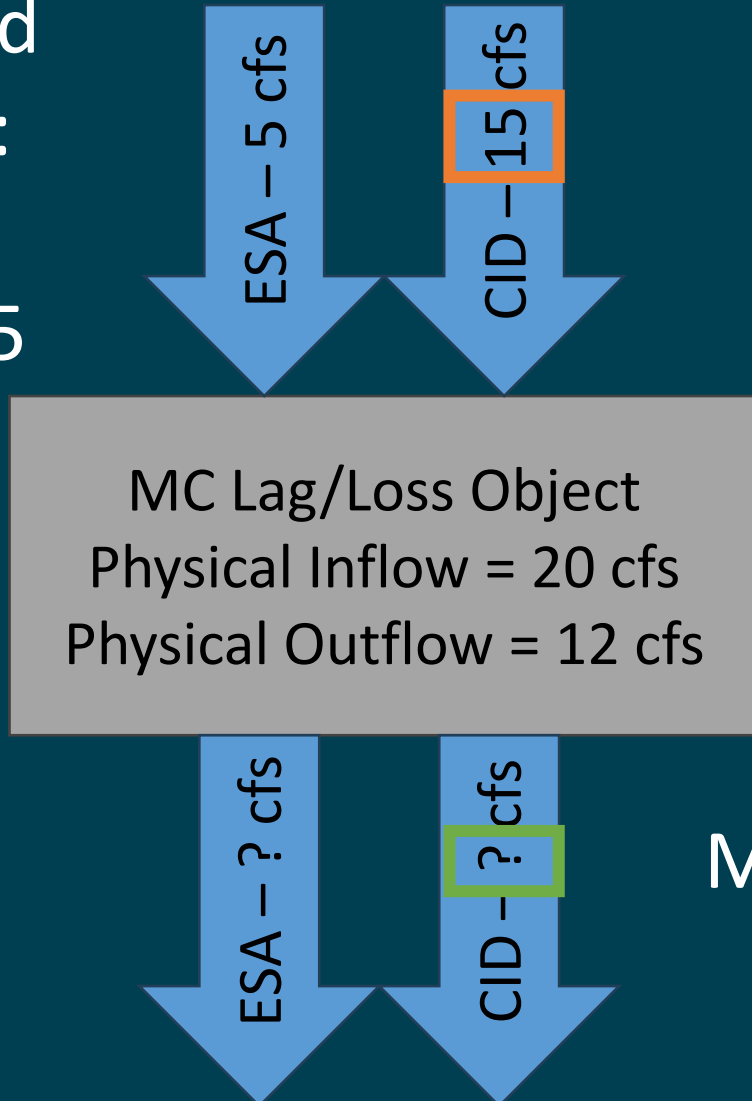 d
:
5
ESA – 5 cfs
CID – 15 cfs
MC Lag/Loss Object
Physical Inflow = 20 cfs
Physical Outflow = 12 cfs
ESA – ? cfs
CID – ? cfs
M